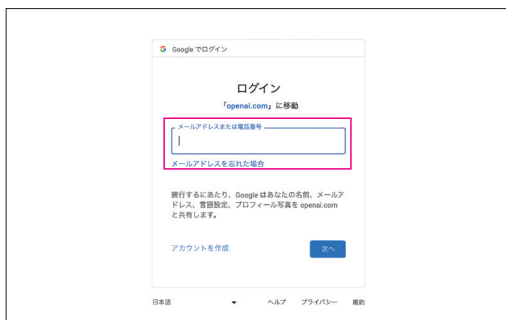 Google でログイン
ログイン
「openai.com」に移動
メールアドレスまたは電話番号
メールアドレスを忘れた場合
続行するにあたり、Google はあなたの名前、メールア
ドレス、言語設定、プロフィール写真を openai.com
と共有します。
アカウントを作成
次へ
日本語 ヘルプ プライバシー 規約